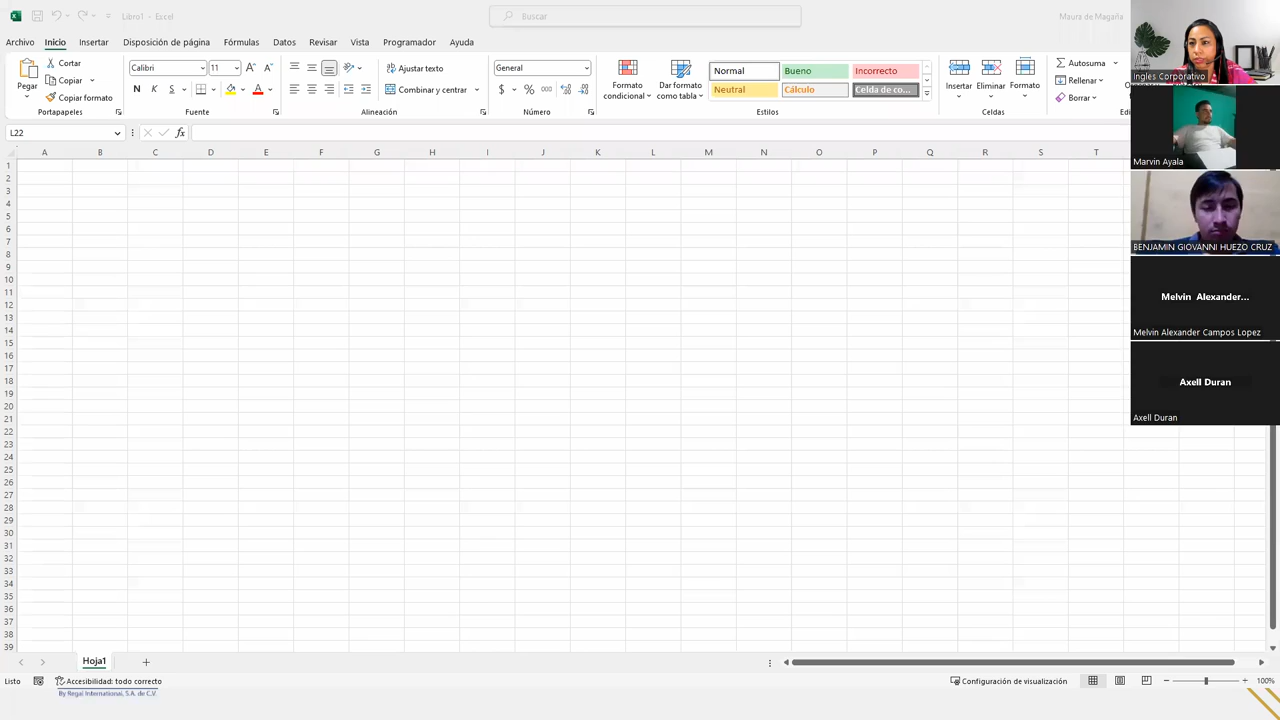 Libro1 - Excel
Buscar
Maura de Magaña
Archivo Inicio Insertar Disposición de página Fórmulas Datos Revisar Vista Programador Ayuda
Pegar
Cortar
Copiar
Copiar formato
Portapapeles
Calibri 11
N K S
Fuente
Ajustar texto
Combinar y centrar
Alineación
General
% 000
Número
Formato condicional
Dar formato como tabla
Normal Bueno Incorrecto
Neutral Cálculo Celda de co...
Estilos
Insertar Eliminar Formato
Celdas
Autosuma
Rellenar
Borrar
L22
fx
A B C D E F G H I J K L M N O P Q R S T
1
2
3
4
5
6
7
8
9
10
11
12
13
14
15
16
17
18
19
20
21
22
23
24
25
26
27
28
29
30
31
32
33
34
35
36
37
38
39
Ingles Corporativo
Marvin Ayala
BENJAMIN GIOVANNI HUEZO CRUZ
Melvin Alexander...
Melvin Alexander Campos Lopez
Axell Duran
Axell Duran
Hoja1
Listo
Accesibilidad: todo correcto
Configuración de visualización
100%
By Regal International, S.A. de C.V.